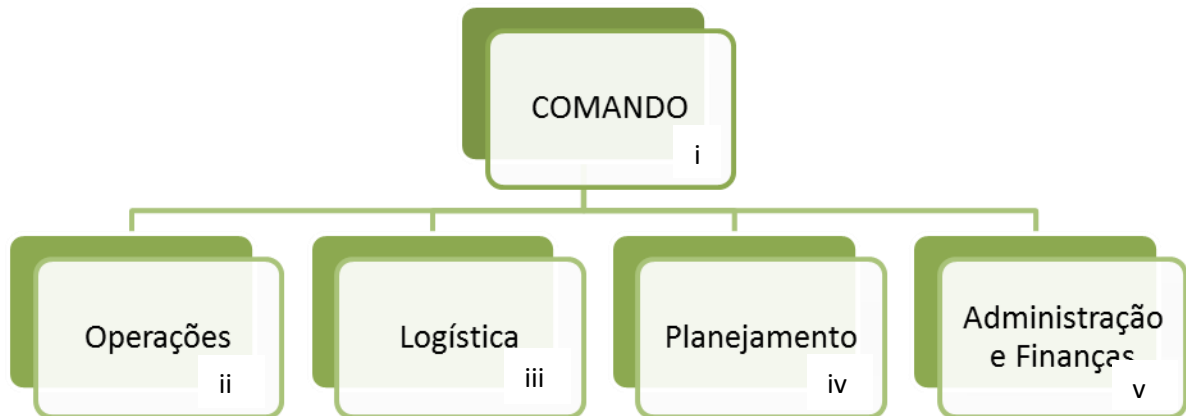 COMANDO
i
Operações
ii
Logística
iii
Planejamento
iv
Administração
e Finanças
v